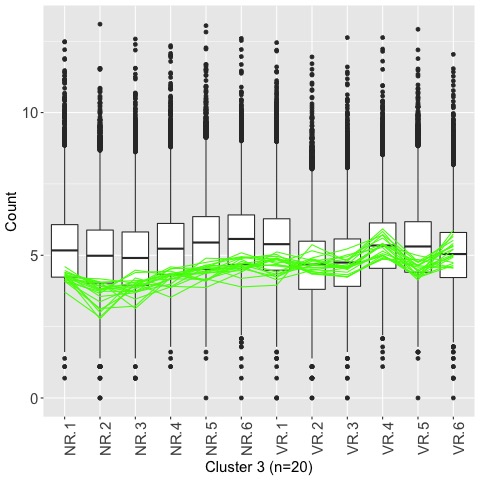 10
5
0
Count
NR.1
NR.2
NR.3
NR.4
NR.5
NR.6
VR.1
VR.2
VR.3
VR.4
VR.5
VR.6
Cluster 3 (n=20)